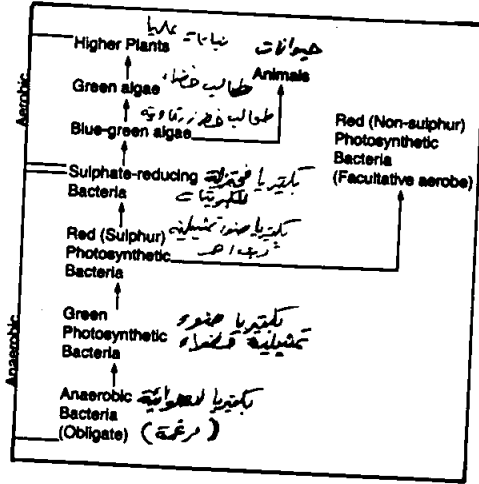 Higher Plants نباتات عليا حيوانات
Green algae طحالب خضراء Animals
Blue-green algae طحالب خضر زرقاوية
Red (Non-sulphur)
Photosynthetic
Bacteria
(Facultative aerobe)
Sulphate-reducing بكتيريا مختزلة
Bacteria للكبريتات
Red (Sulphur) بكتيريا ضوء تمثيلية
Photosynthetic
Bacteria
Green بكتيريا ضوء
Photosynthetic تمثيلية خضراء
Bacteria
Anaerobic بكتيريا لاهوائية
Bacteria
(Obligate) (مرغمة)
Aerobic
Anaerobic